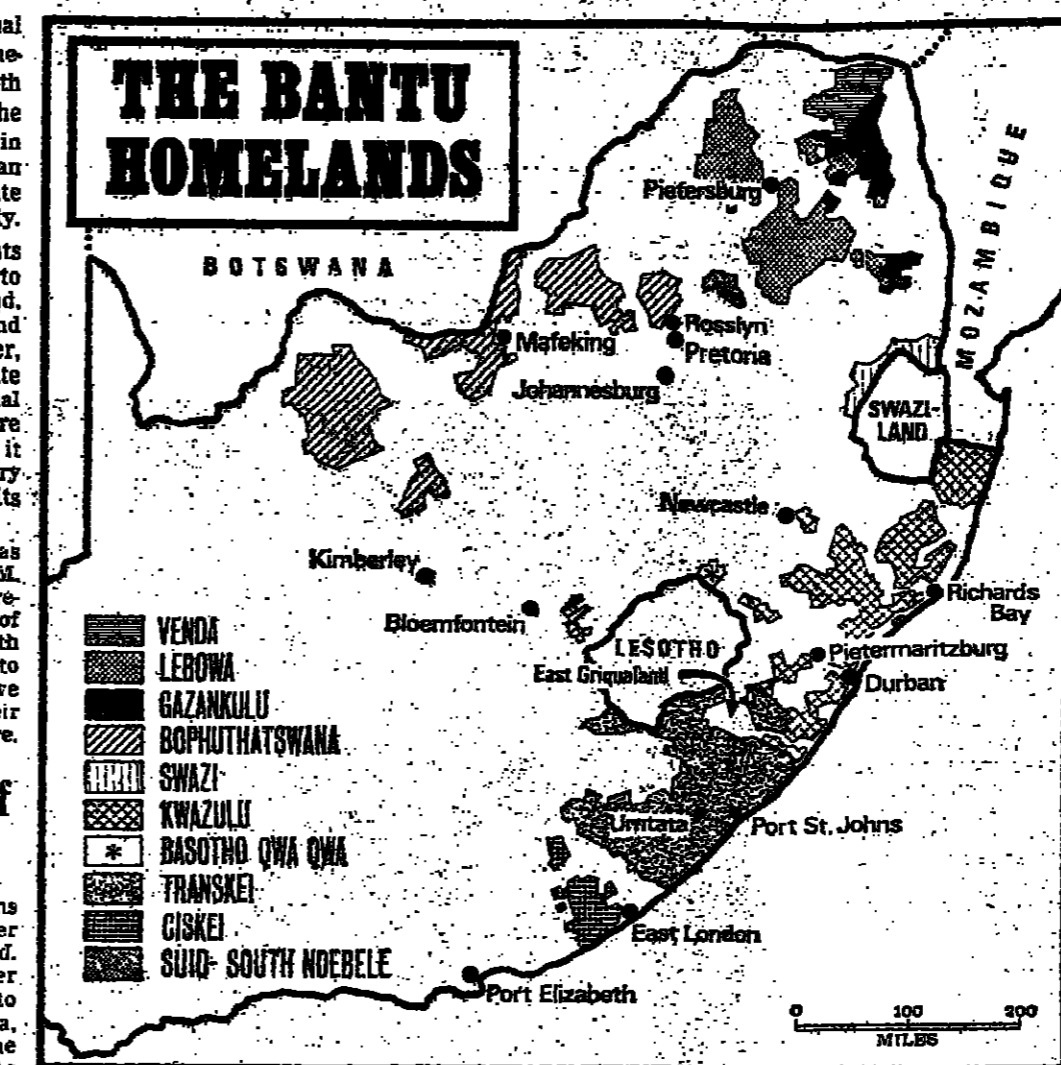 THE BANTU
HOMELANDS
BOTSWANA
MOZAMBIQUE
Pietersburg
Rosslyn
Pretoria
Mafeking
Johannesburg
SWAZI-
LAND
Newcastle
Kimberley
Richards
Bay
Bloemfontein
LESOTHO
Pietermaritzburg
East Griqualand
Durban
Umtata
Port St. Johns
East London
Port Elizabeth
VENDA
LEBOWA
GAZANKULU
BOPHUTHATSWANA
SWAZI
KWAZULU
* BASOTHO QWA QWA
TRANSKEI
CISKEI
SUID- SOUTH NDEBELE
0 100 200
MILES